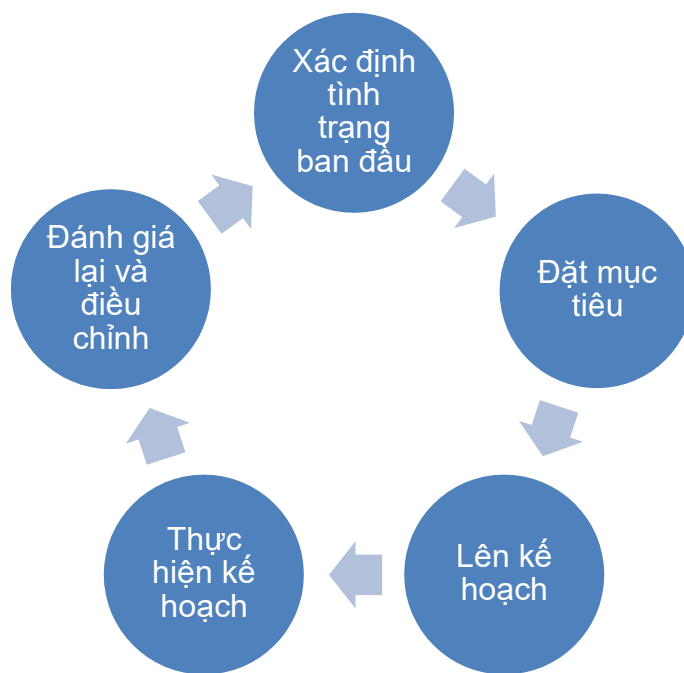 Xác định
tình
trạng
ban đầu
Đặt mục
tiêu
Lên kế
hoạch
Thực
hiện kế
hoạch
Đánh giá
lại và
điều
chỉnh